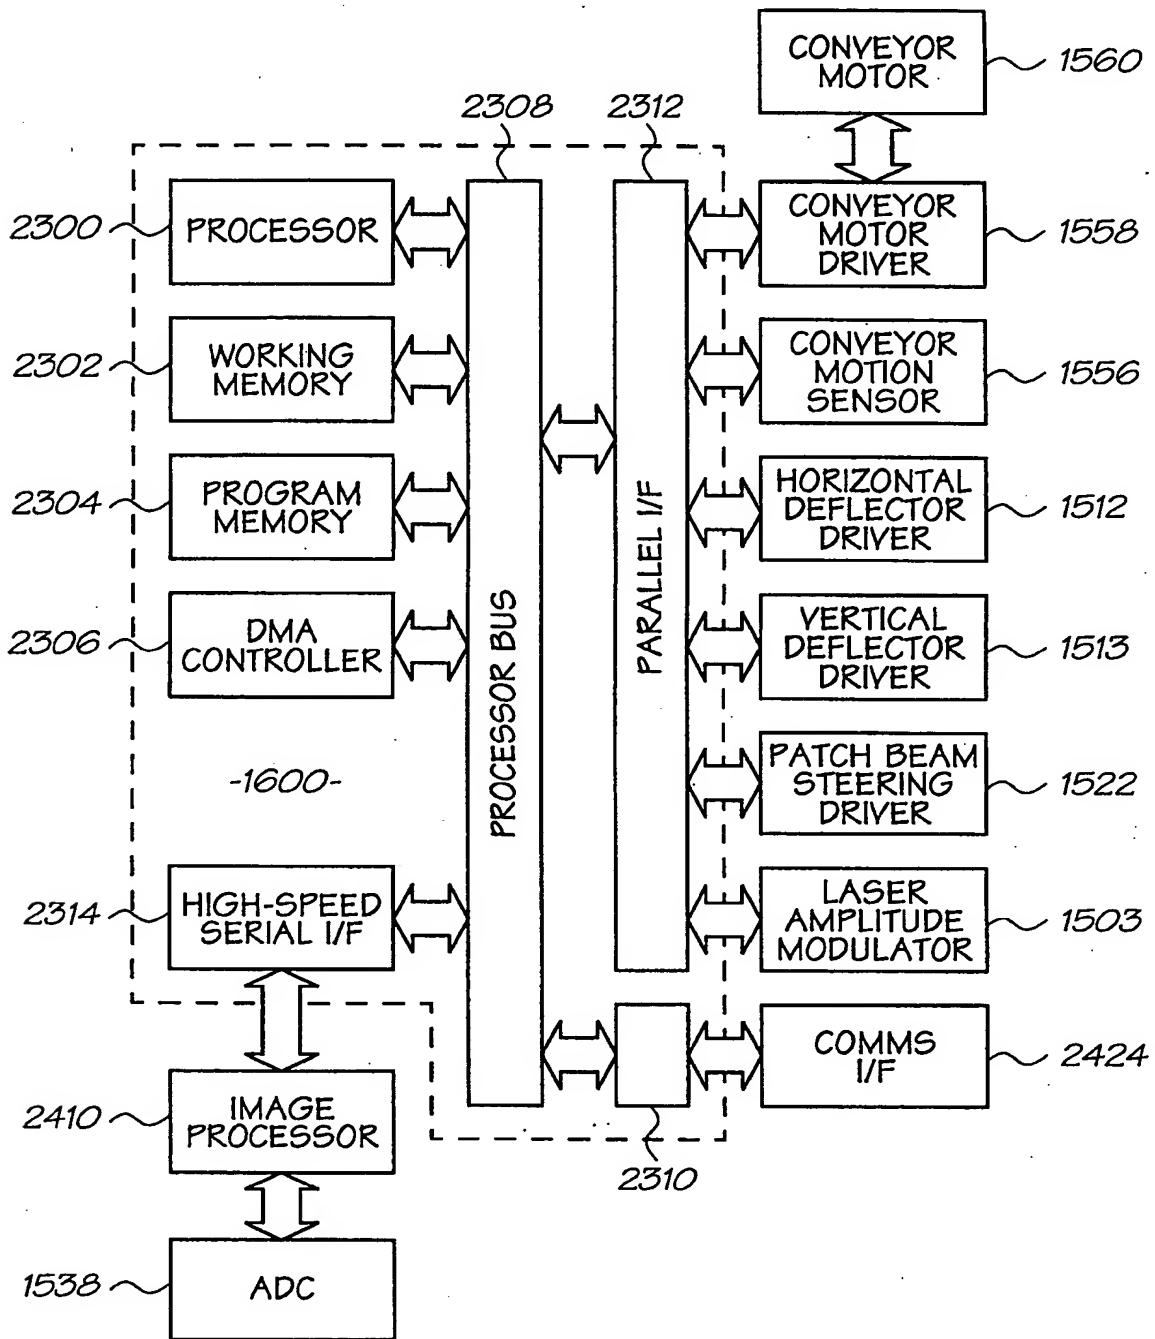 CONVEYOR
MOTOR
1560
2308
2312
2300
PROCESSOR
CONVEYOR
MOTOR
DRIVER
1558
2302
WORKING
MEMORY
CONVEYOR
MOTION
SENSOR
1556
2304
PROGRAM
MEMORY
HORIZONTAL
DEFLECTOR
DRIVER
1512
2306
DMA
CONTROLLER
PROCESSOR BUS
PARALLEL I/F
VERTICAL
DEFLECTOR
DRIVER
1513
-1600-
PATCH BEAM
STEERING
DRIVER
1522
2314
HIGH-SPEED
SERIAL I/F
LASER
AMPLITUDE
MODULATOR
1503
COMMS
I/F
2424
2410
IMAGE
PROCESSOR
2310
1538
ADC